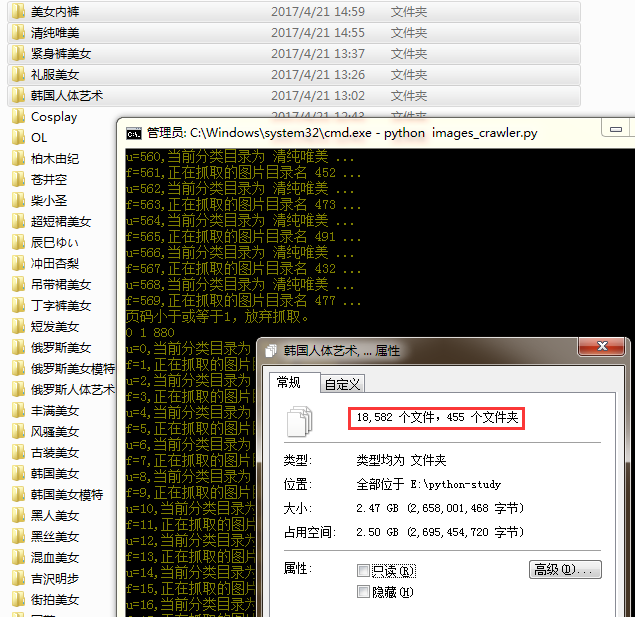 美女内裤 2017/4/21 14:59 文件夹
清纯唯美 2017/4/21 14:55 文件夹
紧身裤美女 2017/4/21 13:37 文件夹
礼服美女 2017/4/21 13:26 文件夹
韩国人体艺术 2017/4/21 13:02 文件夹
Cosplay 2017/4/21 12:43 文件夹
OL
柏木由纪
苍井空
柴小圣
超短裙美女
辰巳ゆい
冲田杏梨
吊带裙美女
丁字裤美女
短发美女
俄罗斯美女
俄罗斯美女模特
俄罗斯人体艺术
丰满美女
风骚美女
古装美女
韩国美女
韩国美女模特
黑人美女
黑丝美女
混血美女
吉沢明步
街拍美女
管理员: C:\Windows\system32\cmd.exe - python images_crawler.py
u=560,当前分类目录为 清纯唯美 ...
f=561,正在抓取的图片目录名 452 ...
u=562,当前分类目录为 清纯唯美 ...
f=563,正在抓取的图片目录名 473 ...
u=564,当前分类目录为 清纯唯美 ...
f=565,正在抓取的图片目录名 491 ...
u=566,当前分类目录为 清纯唯美 ...
f=567,正在抓取的图片目录名 432 ...
u=568,当前分类目录为 清纯唯美 ...
f=569,正在抓取的图片目录名 477 ...
页码小于或等于1，放弃抓取。
0 1 880
u=0,当前分类目录为
f=1,正在抓取的图片
u=2,当前分类目录为
f=3,正在抓取的图片
u=4,当前分类目录为
f=5,正在抓取的图片
u=6,当前分类目录为
f=7,正在抓取的图片
u=8,当前分类目录为
f=9,正在抓取的图片
u=10,当前分类目录
f=11,正在抓取的图
u=12,当前分类目录
f=13,正在抓取的图
u=14,当前分类目录
f=15,正在抓取的图
u=16,当前分类目录
韩国人体艺术, ... 属性
常规 自定义
18,582 个文件，455 个文件夹
类型: 类型均为 文件夹
位置: 全部位于 E:\python-study
大小: 2.47 GB (2,658,001,468 字节)
占用空间: 2.50 GB (2,695,454,720 字节)
属性: 只读(R) 高级(D)...
隐藏(H)